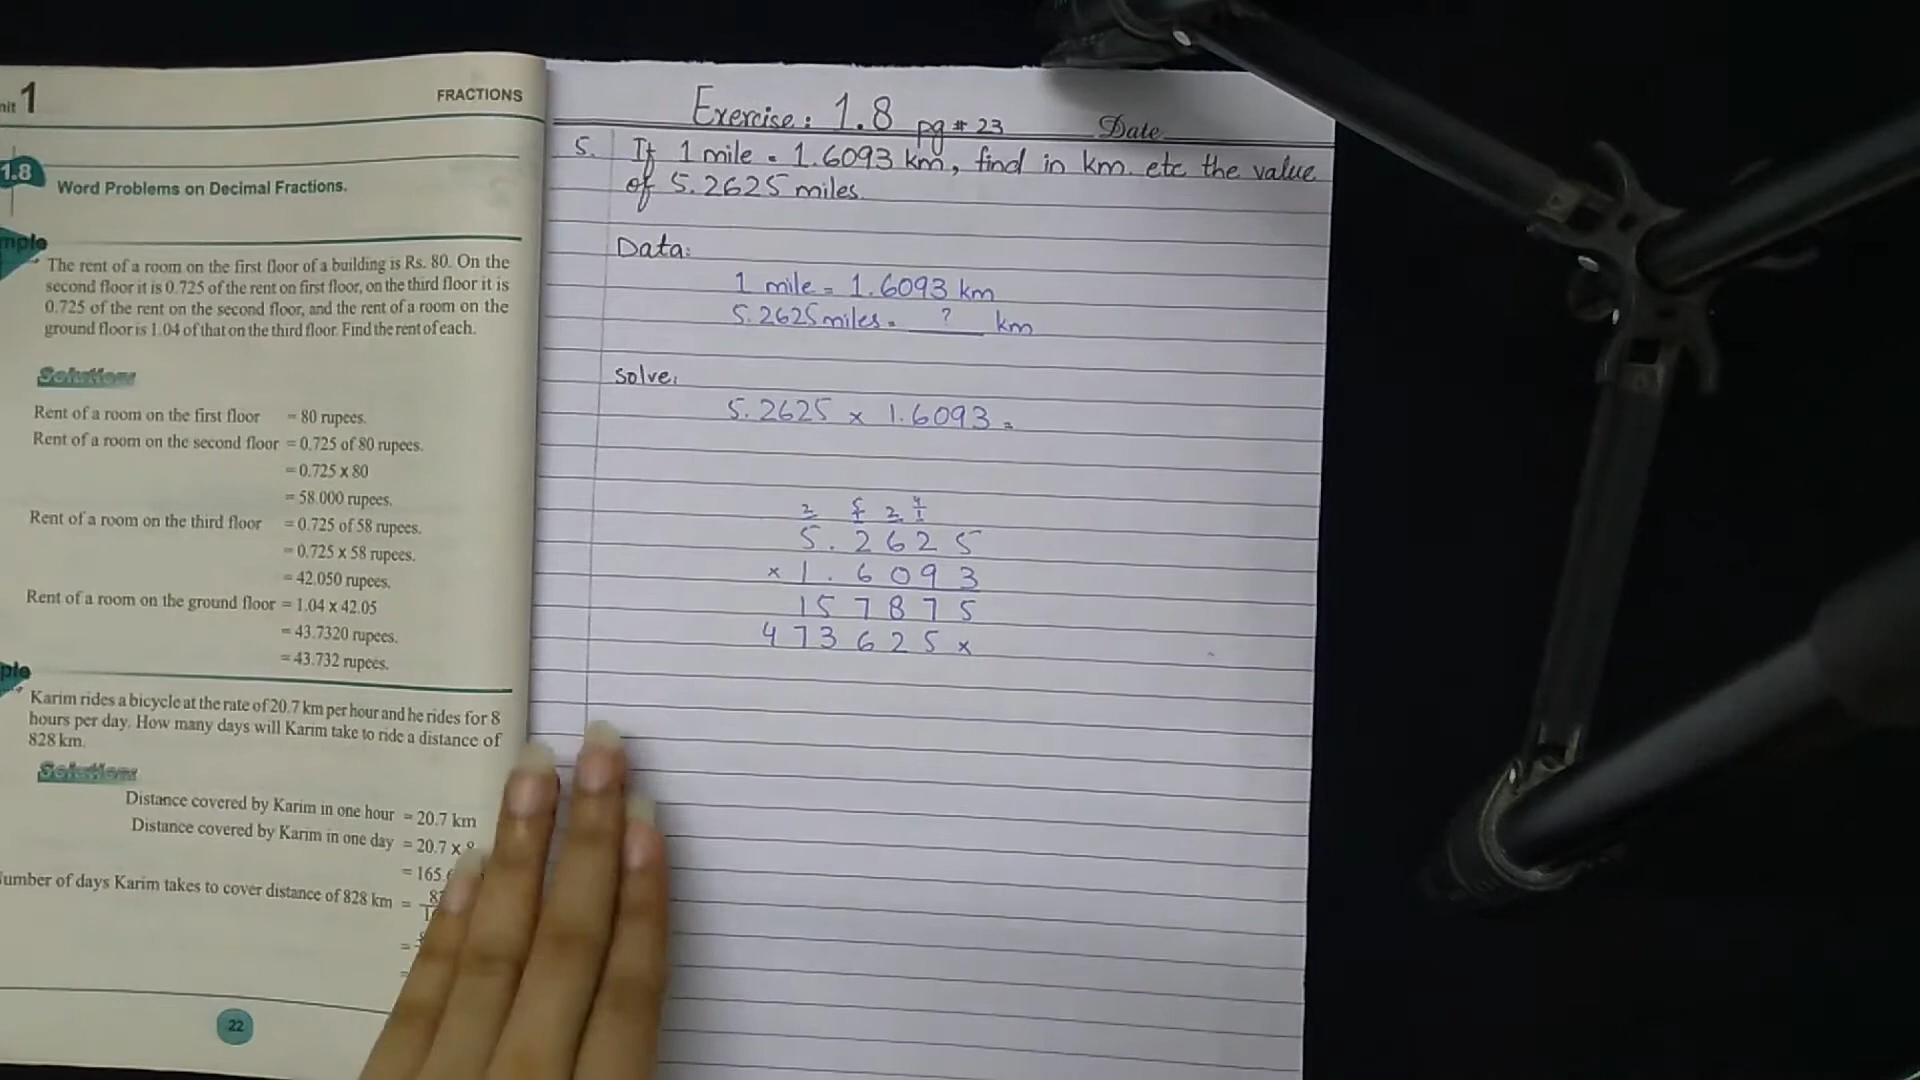 nit 1
FRACTIONS
1.8
Word Problems on Decimal Fractions.
mple
The rent of a room on the first floor of a building is Rs. 80. On the
second floor it is 0.725 of the rent on first floor, on the third floor it is
0.725 of the rent on the second floor, and the rent of a room on the
ground floor is 1.04 of that on the third floor. Find the rent of each.
Solution:
Rent of a room on the first floor = 80 rupees.
Rent of a room on the second floor = 0.725 of 80 rupees.
= 0.725 x 80
= 58.000 rupees.
Rent of a room on the third floor = 0.725 of 58 rupees.
= 0.725 x 58 rupees.
= 42.050 rupees.
Rent of a room on the ground floor = 1.04 x 42.05
= 43.7320 rupees.
= 43.732 rupees.
ple
Karim rides a bicycle at the rate of 20.7 km per hour and he rides for 8
hours per day. How many days will Karim take to ride a distance of
828 km.
Solution:
Distance covered by Karim in one hour = 20.7 km
Distance covered by Karim in one day = 20.7 x
= 165.
umber of days Karim takes to cover distance of 828 km =
=
=
22
Exercise: 1.8 pg # 23 Date
5. If 1 mile = 1.6093 km, find in km. etc the value
of 5.2625 miles.
Data:
1 mile = 1.6093 km
5.2625 miles = ? km
Solve:
5.2625 x 1.6093 =
5.2625
x 1.6093
157875
473625x